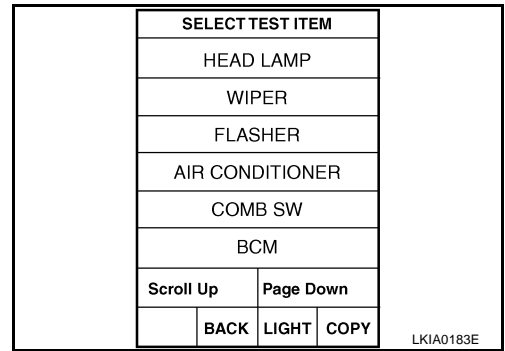 SELECT TEST ITEM
HEAD LAMP
WIPER
FLASHER
AIR CONDITIONER
COMB SW
BCM
Scroll Up Page Down
BACK LIGHT COPY
LKIA0183E